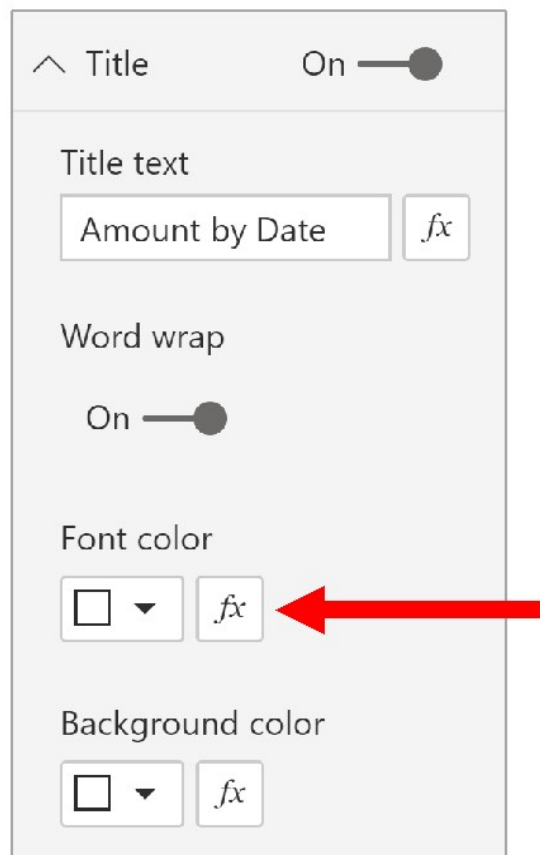 Title On
Title text
Amount by Date fx
Word wrap
On
Font color
fx
Background color
fx